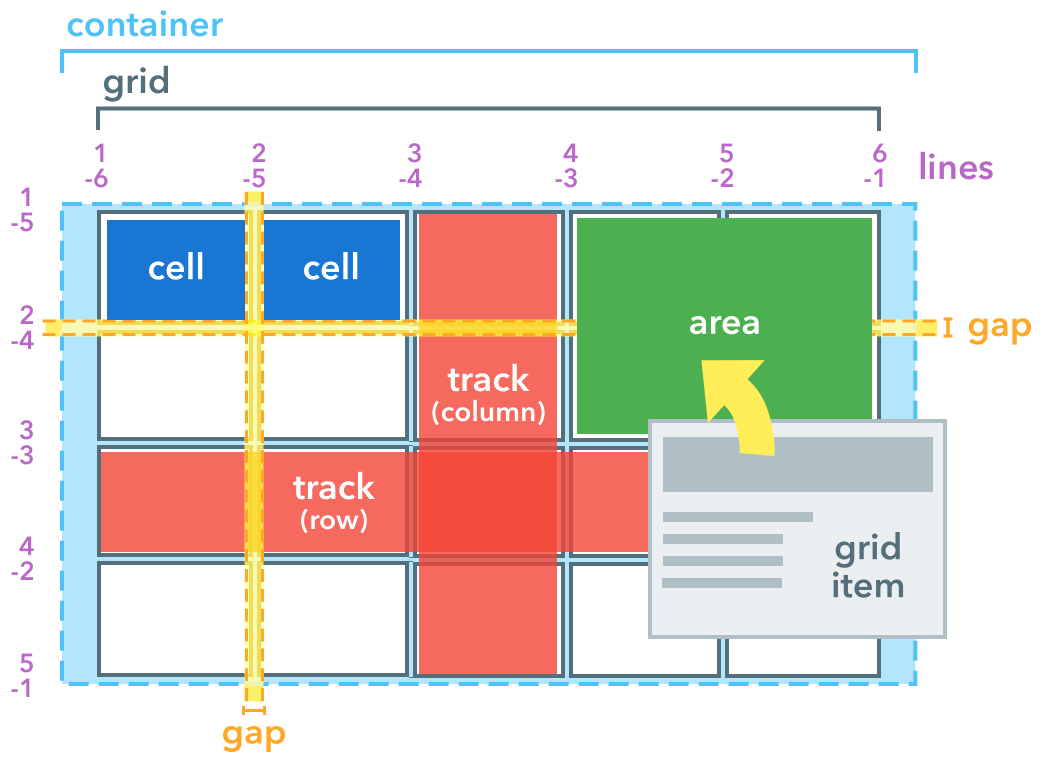 container
grid
1 2 3 4 5 6
-6 -5 -4 -3 -2 -1
lines
1
-5
cell cell
2
-4
area
gap
track
(column)
3
-3
track
(row)
4
-2
grid
item
5
-1
gap